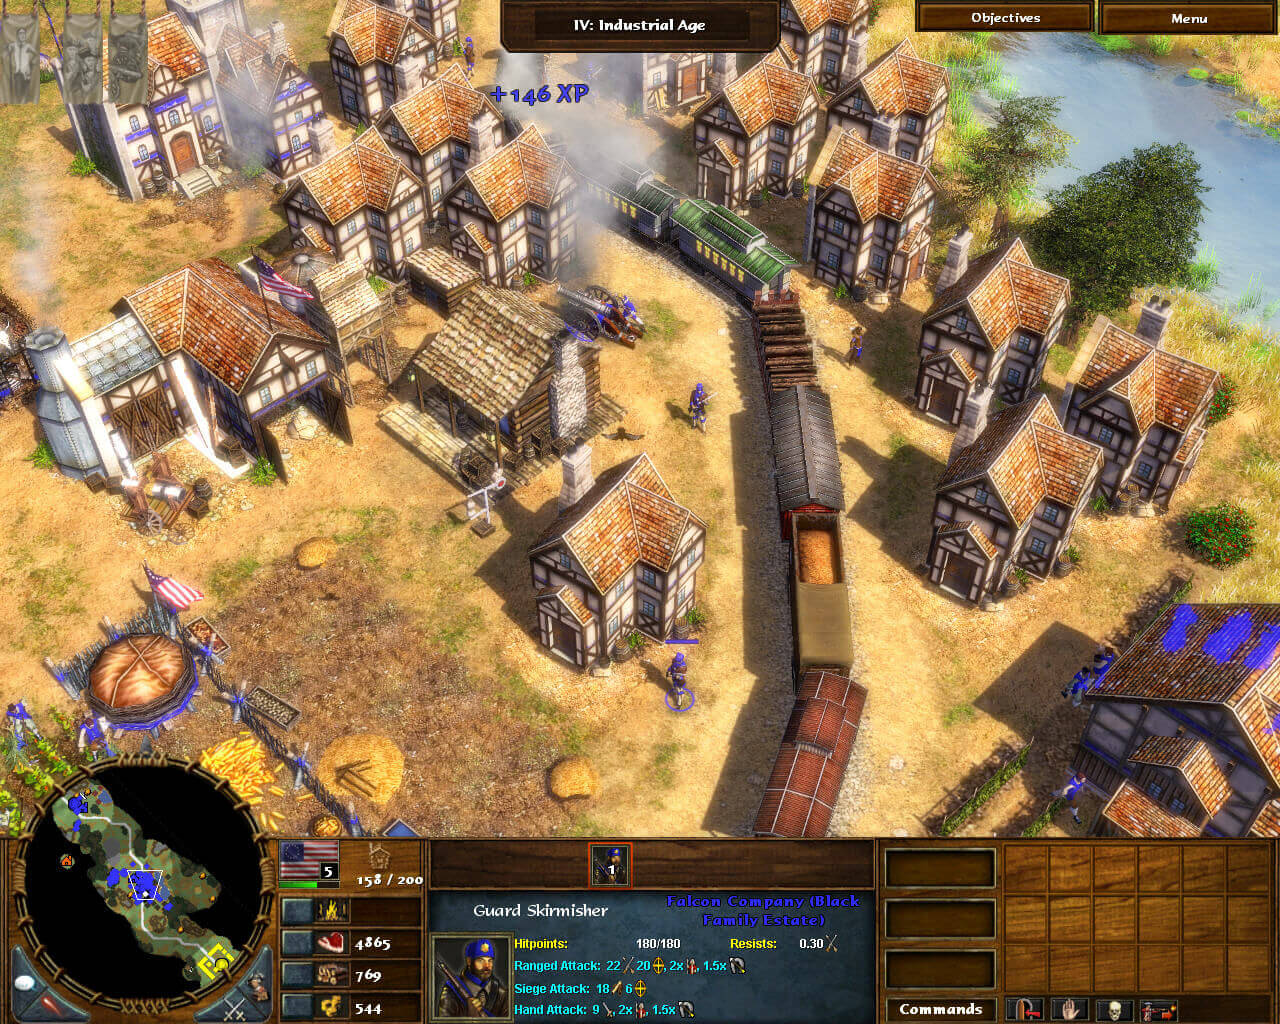 IV: Industrial Age
Objectives
Menu
+146 XP
5
158 / 200
4865
769
544
1
Guard Skirmisher
Falcon Company (Black
Family Estate)
Hitpoints: 180/180 Resists: 0.30
Ranged Attack: 22 20 , 2x , 1.5x
Siege Attack: 18 6
Hand Attack: 9 , 2x , 1.5x
Commands